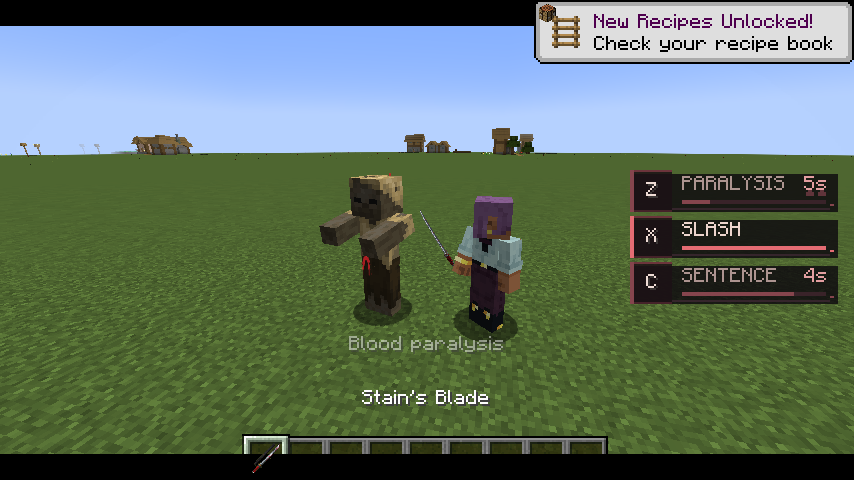 New Recipes Unlocked!
Check your recipe book
Z PARALYSIS 5s
X SLASH
C SENTENCE 4s
Blood paralysis
Stain's Blade